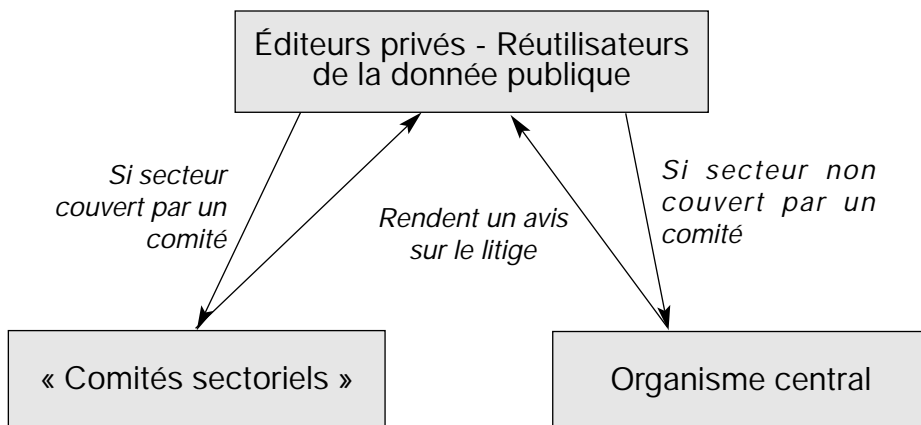 Éditeurs privés - Réutilisateurs
de la donnée publique
Si secteur
couvert par un
comité
Rendent un avis
sur le litige
Si secteur non
couvert par un
comité
« Comités sectoriels »
Organisme central